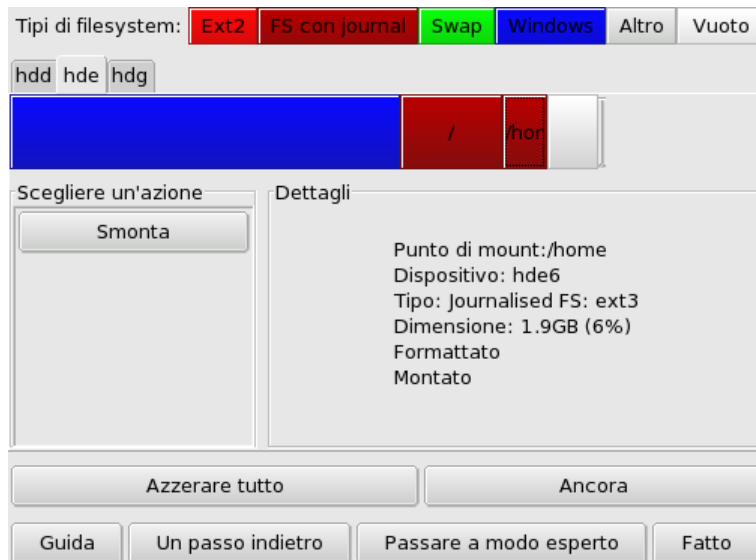 Tipi di filesystem: Ext2 FS con journal Swap Windows Altro Vuoto
hdd hde hdg
/ /hor
Scegliere un'azione
Smonta
Dettagli
Punto di mount:/home
Dispositivo: hde6
Tipo: Journalised FS: ext3
Dimensione: 1.9GB (6%)
Formattato
Montato
Azzerare tutto Ancora
Guida Un passo indietro Passare a modo esperto Fatto